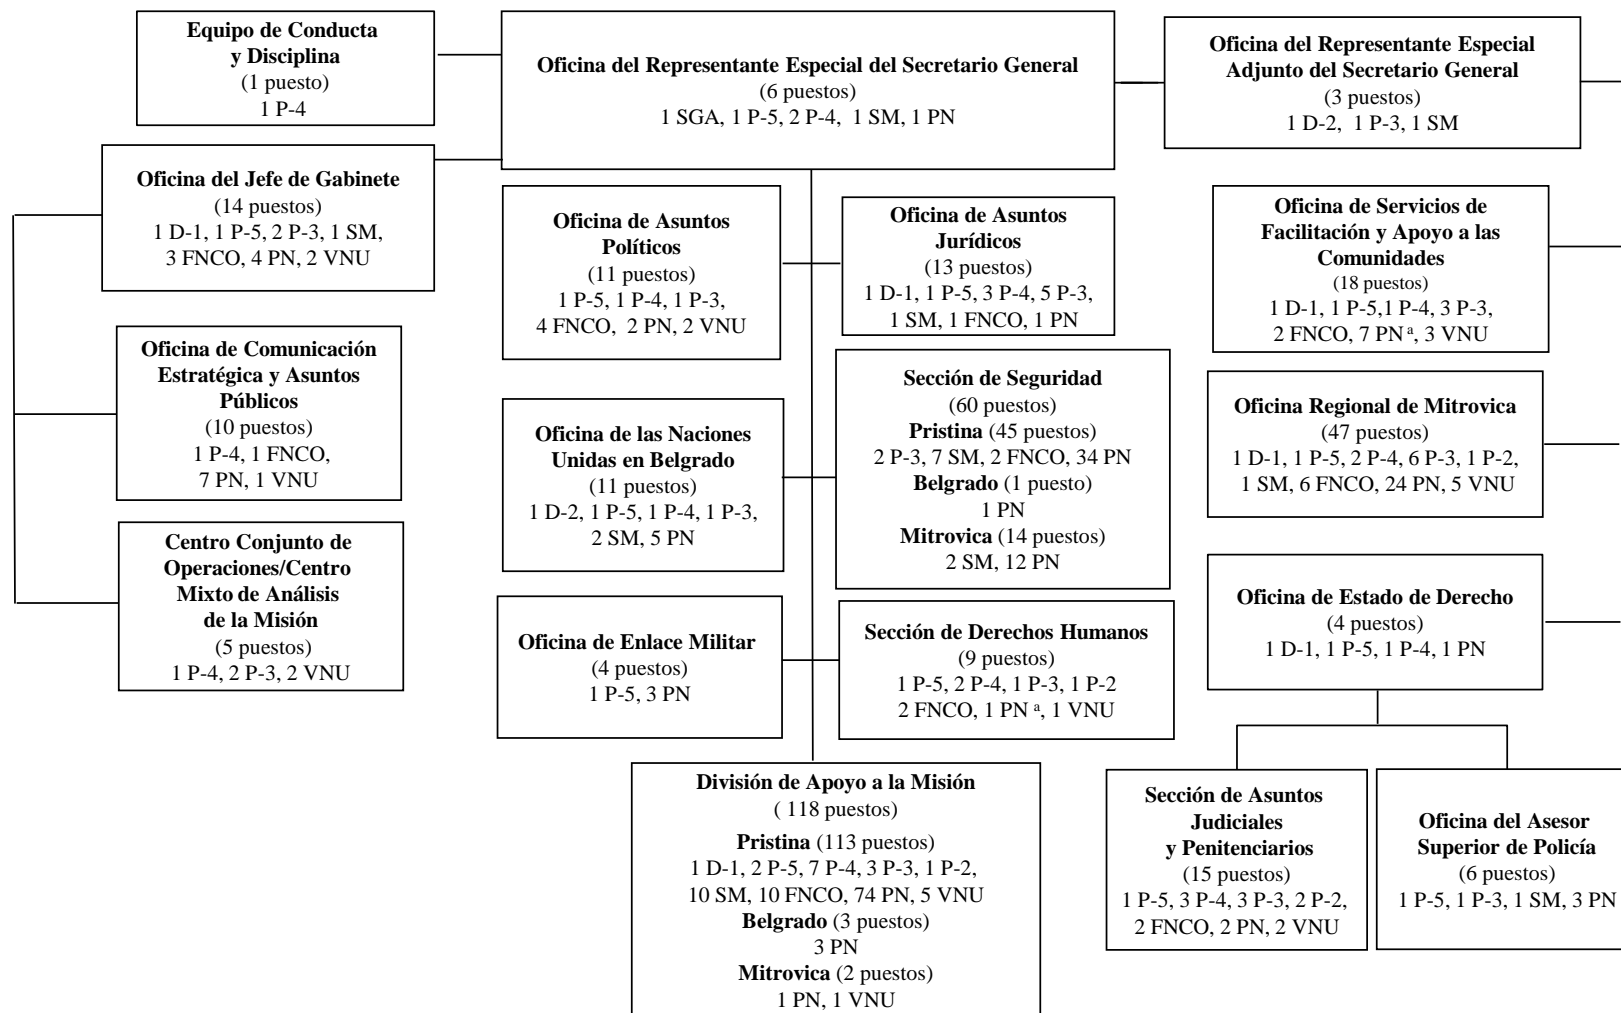 Equipo de Conducta
y Disciplina
(1 puesto)
1 P-4
Oficina del Representante Especial del Secretario General
(6 puestos)
1 SGA, 1 P-5, 2 P-4, 1 SM, 1 PN
Oficina del Representante Especial
Adjunto del Secretario General
(3 puestos)
1 D-2, 1 P-3, 1 SM
Oficina del Jefe de Gabinete
(14 puestos)
1 D-1, 1 P-5, 2 P-3, 1 SM,
3 FNCO, 4 PN, 2 VNU
Oficina de Asuntos
Políticos
(11 puestos)
1 P-5, 1 P-4, 1 P-3,
4 FNCO, 2 PN, 2 VNU
Oficina de Asuntos
Jurídicos
(13 puestos)
1 D-1, 1 P-5, 3 P-4, 5 P-3,
1 SM, 1 FNCO, 1 PN
Oficina de Servicios de
Facilitación y Apoyo a las
Comunidades
(18 puestos)
1 D-1, 1 P-5,1 P-4, 3 P-3,
2 FNCO, 7 PN ª, 3 VNU
Oficina de Comunicación
Estratégica y Asuntos
Públicos
(10 puestos)
1 P-4, 1 FNCO,
7 PN, 1 VNU
Oficina de las Naciones
Unidas en Belgrado
(11 puestos)
1 D-2, 1 P-5, 1 P-4, 1 P-3,
2 SM, 5 PN
Sección de Seguridad
(60 puestos)
Pristina (45 puestos)
2 P-3, 7 SM, 2 FNCO, 34 PN
Belgrado (1 puesto)
1 PN
Mitrovica (14 puestos)
2 SM, 12 PN
Oficina Regional de Mitrovica
(47 puestos)
1 D-1, 1 P-5, 2 P-4, 6 P-3, 1 P-2,
1 SM, 6 FNCO, 24 PN, 5 VNU
Centro Conjunto de
Operaciones/Centro
Mixto de Análisis
de la Misión
(5 puestos)
1 P-4, 2 P-3, 2 VNU
Oficina de Enlace Militar
(4 puestos)
1 P-5, 3 PN
Sección de Derechos Humanos
(9 puestos)
1 P-5, 2 P-4, 1 P-3, 1 P-2
2 FNCO, 1 PN ª, 1 VNU
Oficina de Estado de Derecho
(4 puestos)
1 D-1, 1 P-5, 1 P-4, 1 PN
División de Apoyo a la Misión
( 118 puestos)
Pristina (113 puestos)
1 D-1, 2 P-5, 7 P-4, 3 P-3, 1 P-2,
10 SM, 10 FNCO, 74 PN, 5 VNU
Belgrado (3 puestos)
3 PN
Mitrovica (2 puestos)
1 PN, 1 VNU
Sección de Asuntos
Judiciales
y Penitenciarios
(15 puestos)
1 P-5, 3 P-4, 3 P-3, 2 P-2,
2 FNCO, 2 PN, 2 VNU
Oficina del Asesor
Superior de Policía
(6 puestos)
1 P-5, 1 P-3, 1 SM, 3 PN